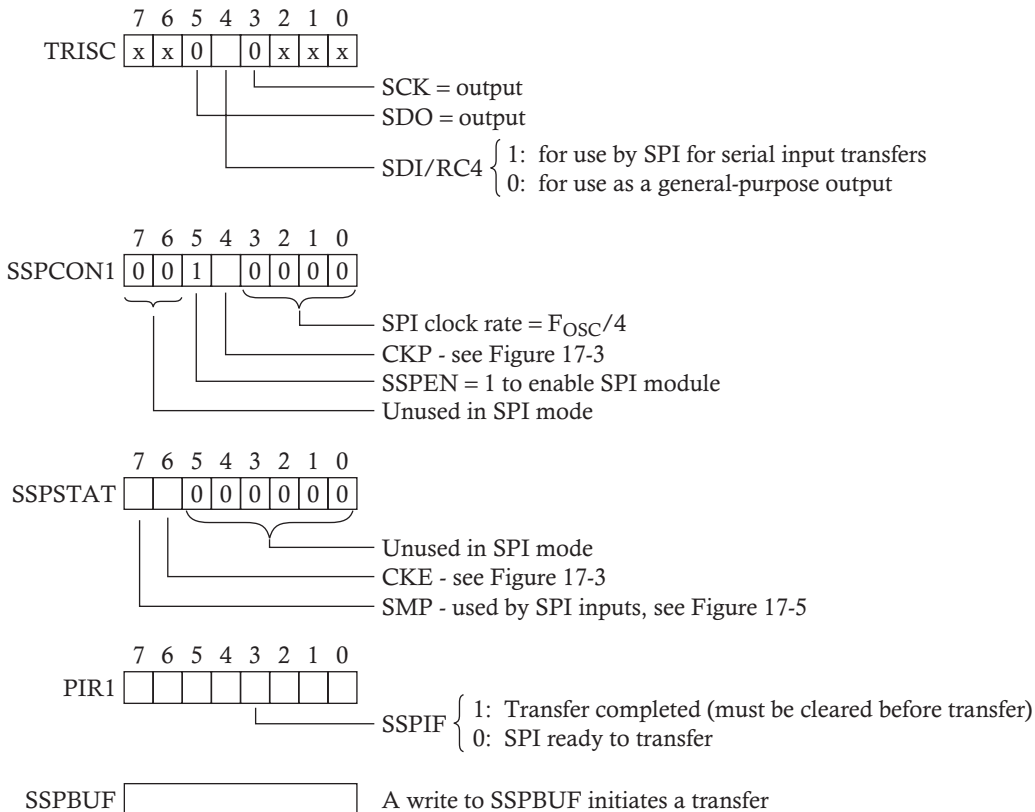 7 6 5 4 3 2 1 0
TRISC x x 0 0 x x x
SCK = output
SDO = output
SDI/RC4 { 1: for use by SPI for serial input transfers
0: for use as a general-purpose output
7 6 5 4 3 2 1 0
SSPCON1 0 0 1 0 0 0 0
SPI clock rate = FOSC/4
CKP - see Figure 17-3
SSPEN = 1 to enable SPI module
Unused in SPI mode
7 6 5 4 3 2 1 0
SSPSTAT 0 0 0 0 0 0
Unused in SPI mode
CKE - see Figure 17-3
SMP - used by SPI inputs, see Figure 17-5
7 6 5 4 3 2 1 0
PIR1
SSPIF { 1: Transfer completed (must be cleared before transfer)
0: SPI ready to transfer
SSPBUF A write to SSPBUF initiates a transfer